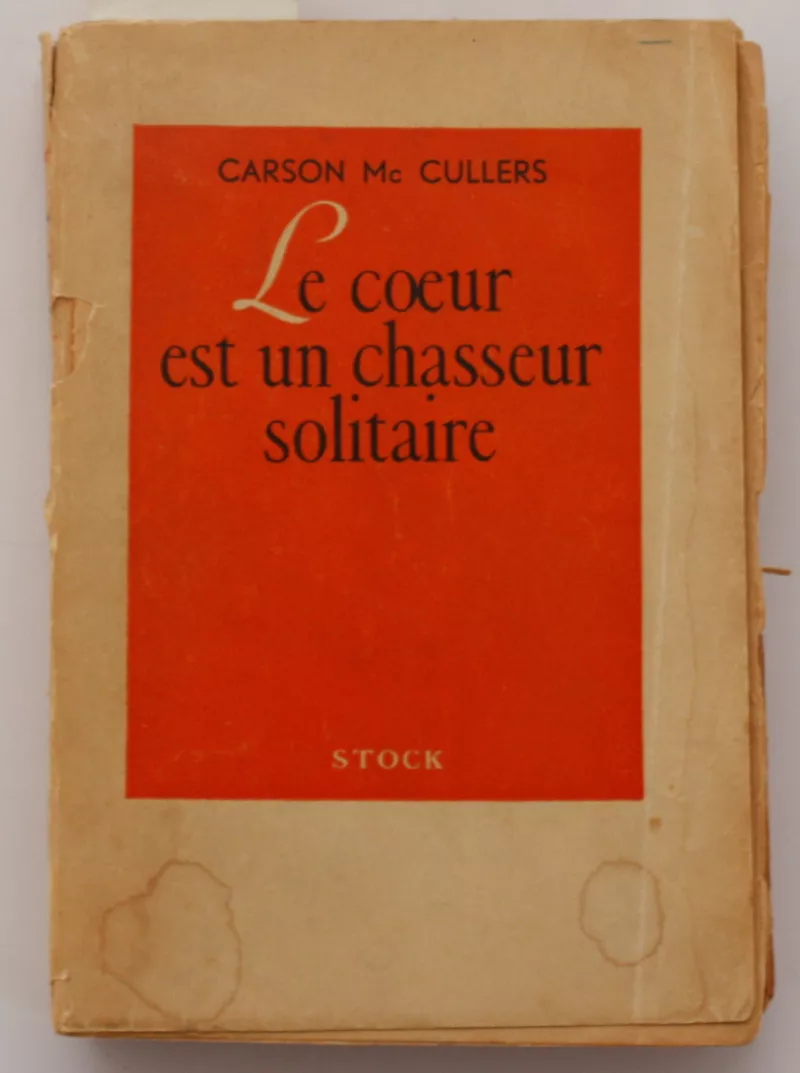 CARSON Mc CULLERS
Le cœur
est un chasseur
solitaire
STOCK